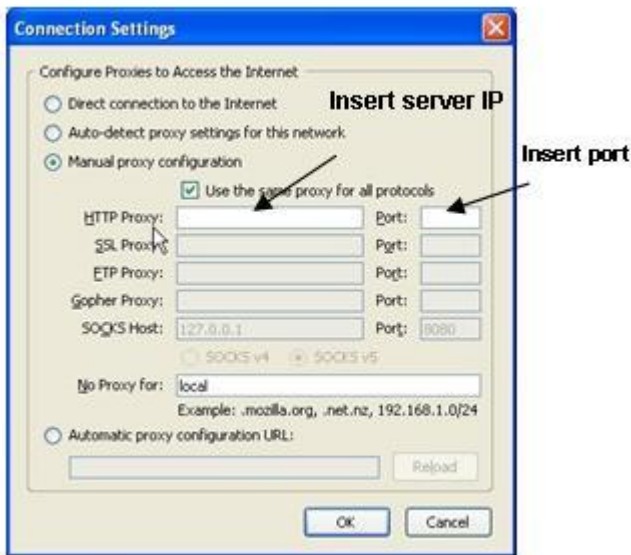 Connection Settings
Configure Proxies to Access the Internet
Direct connection to the Internet
Insert server IP
Auto-detect proxy settings for this network
Insert port
Manual proxy configuration
Use the same proxy for all protocols
HTTP Proxy: Port:
SSL Proxy: Port:
FTP Proxy: Port:
Gopher Proxy: Port:
SOCKS Host: 127.0.0.1 Port: 8080
SOCKS v4 SOCKS v5
No Proxy for: local
Example: .mozilla.org, .net.nz, 192.168.1.0/24
Automatic proxy configuration URL:
Reload
OK Cancel